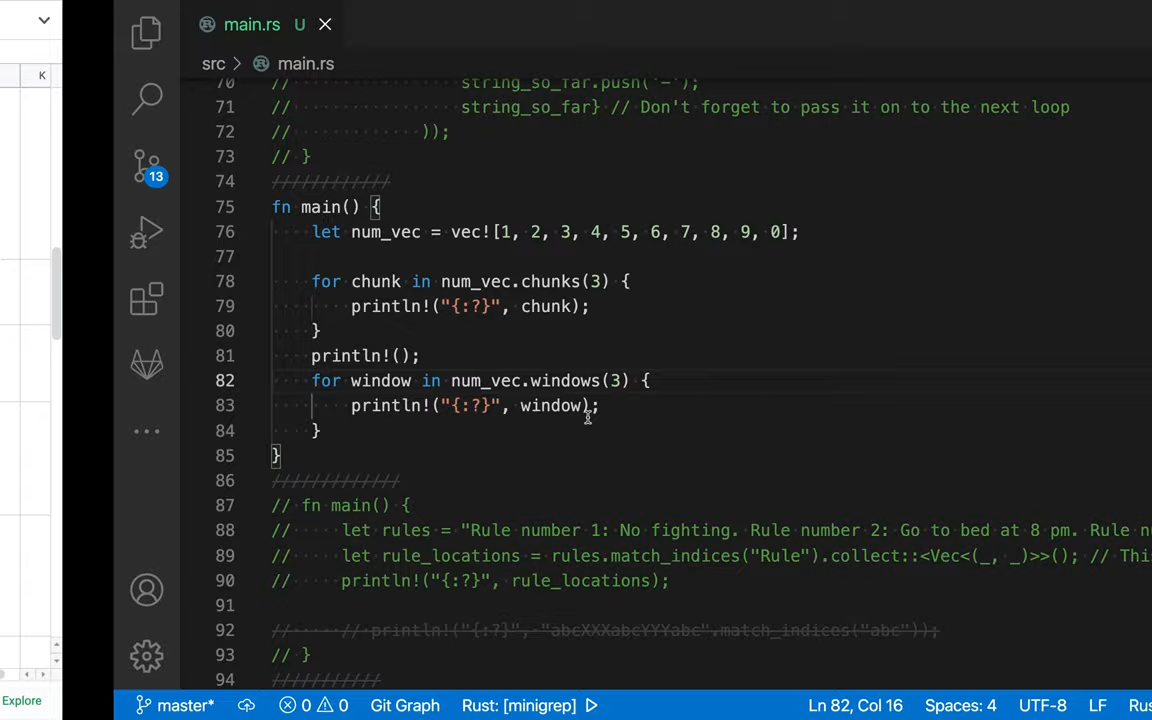 main.rs U
src > main.rs
K
70 // string_so_far.push('-');
71 // string_so_far} // Don't forget to pass it on to the next loop
72 // ));
73 // }
74 ////////////
75 fn main() {
76 let num_vec = vec![1, 2, 3, 4, 5, 6, 7, 8, 9, 0];
77
78 for chunk in num_vec.chunks(3) {
79 println!("{:?}", chunk);
80 }
81 println!();
82 for window in num_vec.windows(3) {
83 println!("{:?}", window);
84 }
85 }
86 /////////////
87 // fn main() {
88 // let rules = "Rule number 1: No fighting. Rule number 2: Go to bed at 8 pm. Rule
89 // let rule_locations = rules.match_indices("Rule").collect::<Vec<(_, _)>>(); // Thi
90 // println!("{:?}", rule_locations);
91
92 // // println!("{:?}", "abcXXXabcYYYabc".match_indices("abc"));
93 // }
94 ///////////
13
Explore
master* 0 0 Git Graph Rust: [minigrep] Ln 82, Col 16 Spaces: 4 UTF-8 LF Rus